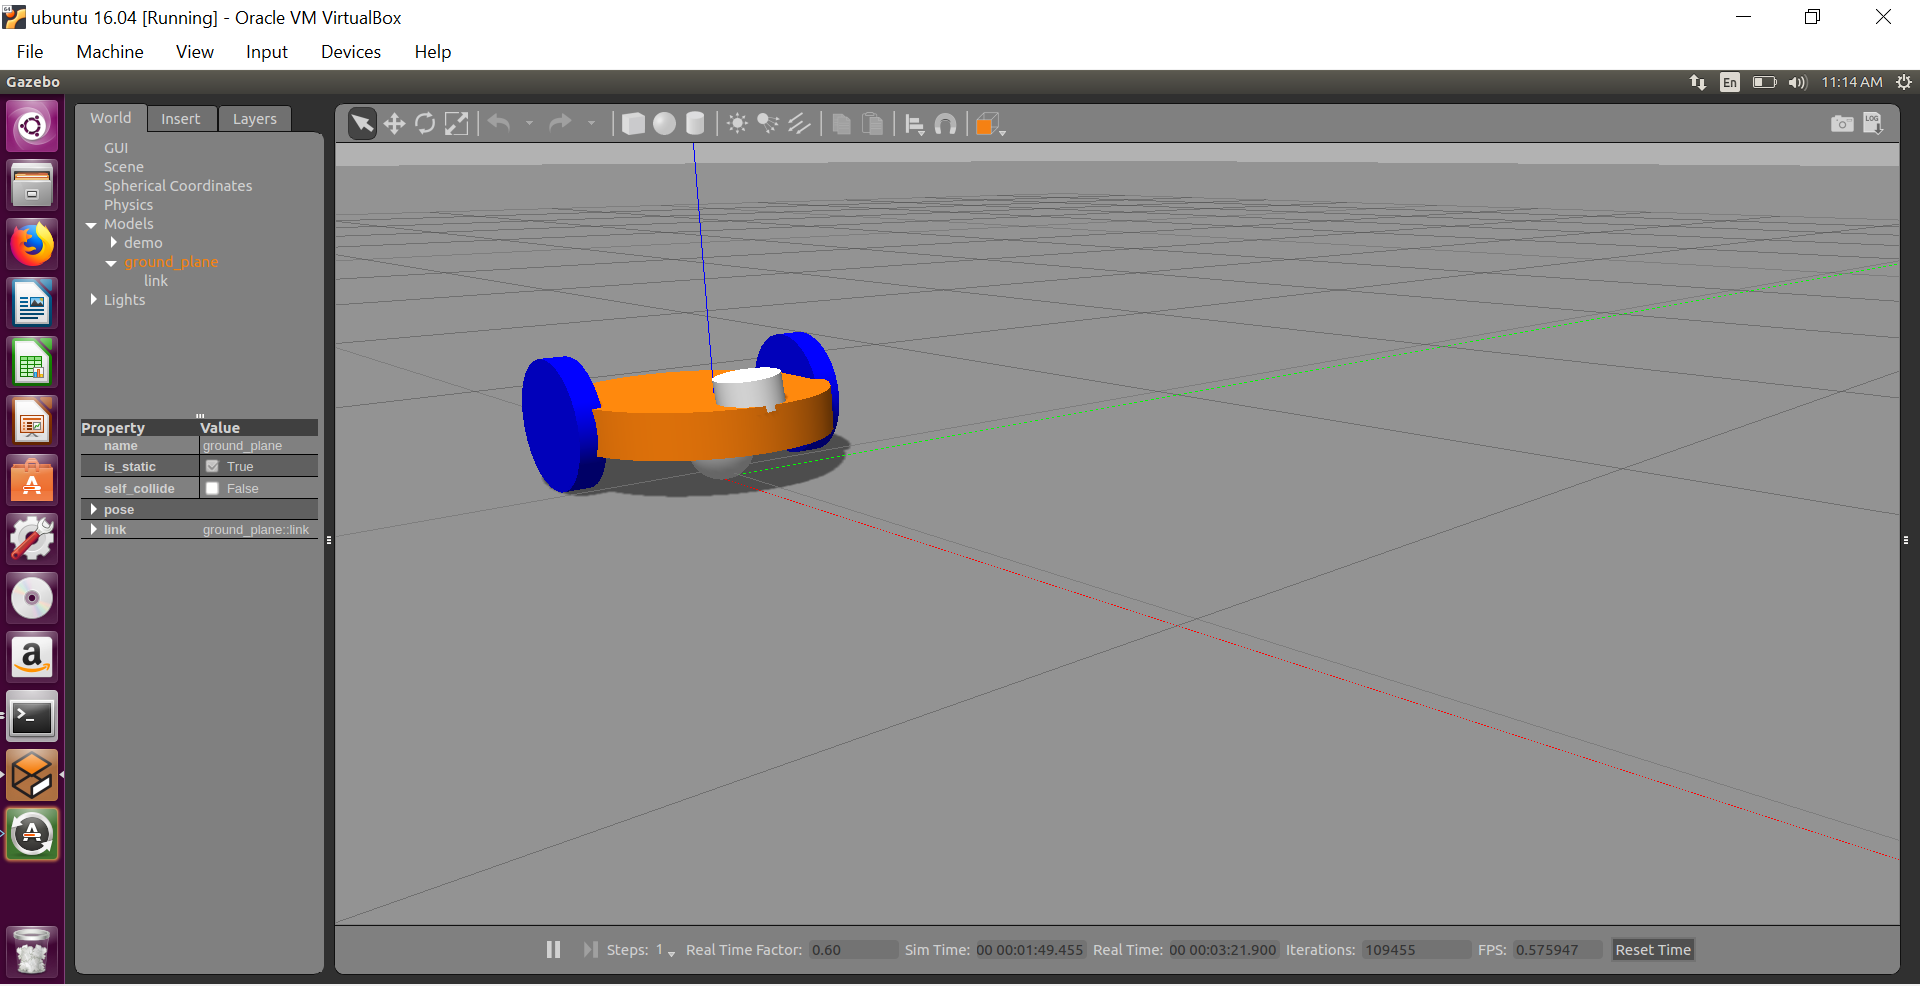 ubuntu 16.04 [Running] - Oracle VM VirtualBox
File Machine View Input Devices Help
Gazebo
En 11:14 AM
World Insert Layers
LOG
GUI
Scene
Spherical Coordinates
Physics
Models
demo
ground_plane
link
Lights
Property Value
name ground_plane
is_static True
self_collide False
pose
link ground_plane::link
a
>_
Steps: 1 Real Time Factor: 0.60 Sim Time: 00 00:01:49.455 Real Time: 00 00:03:21.900 Iterations: 109455 FPS: 0.575947 Reset Time